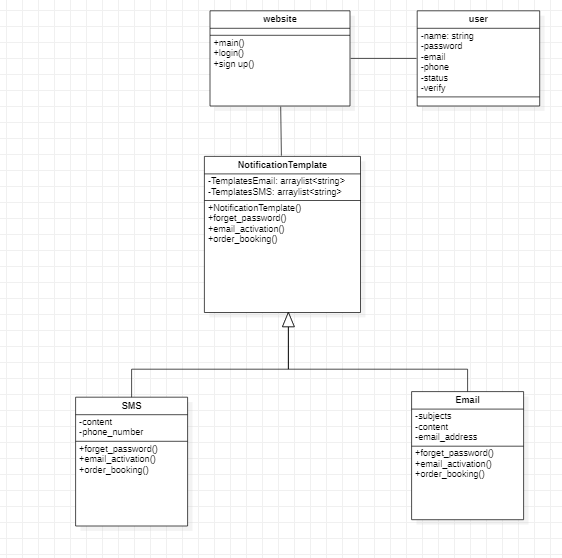 website
+main()
+login()
+sign up()
user
-name: string
-password
-email
-phone
-status
-verify
NotificationTemplate
-TemplatesEmail: arraylist<string>
-TemplatesSMS: arraylist<string>
+NotificationTemplate()
+forget_password()
+email_activation()
+order_booking()
SMS
-content
-phone_number
+forget_password()
+email_activation()
+order_booking()
Email
-subjects
-content
-email_address
+forget_password()
+email_activation()
+order_booking()